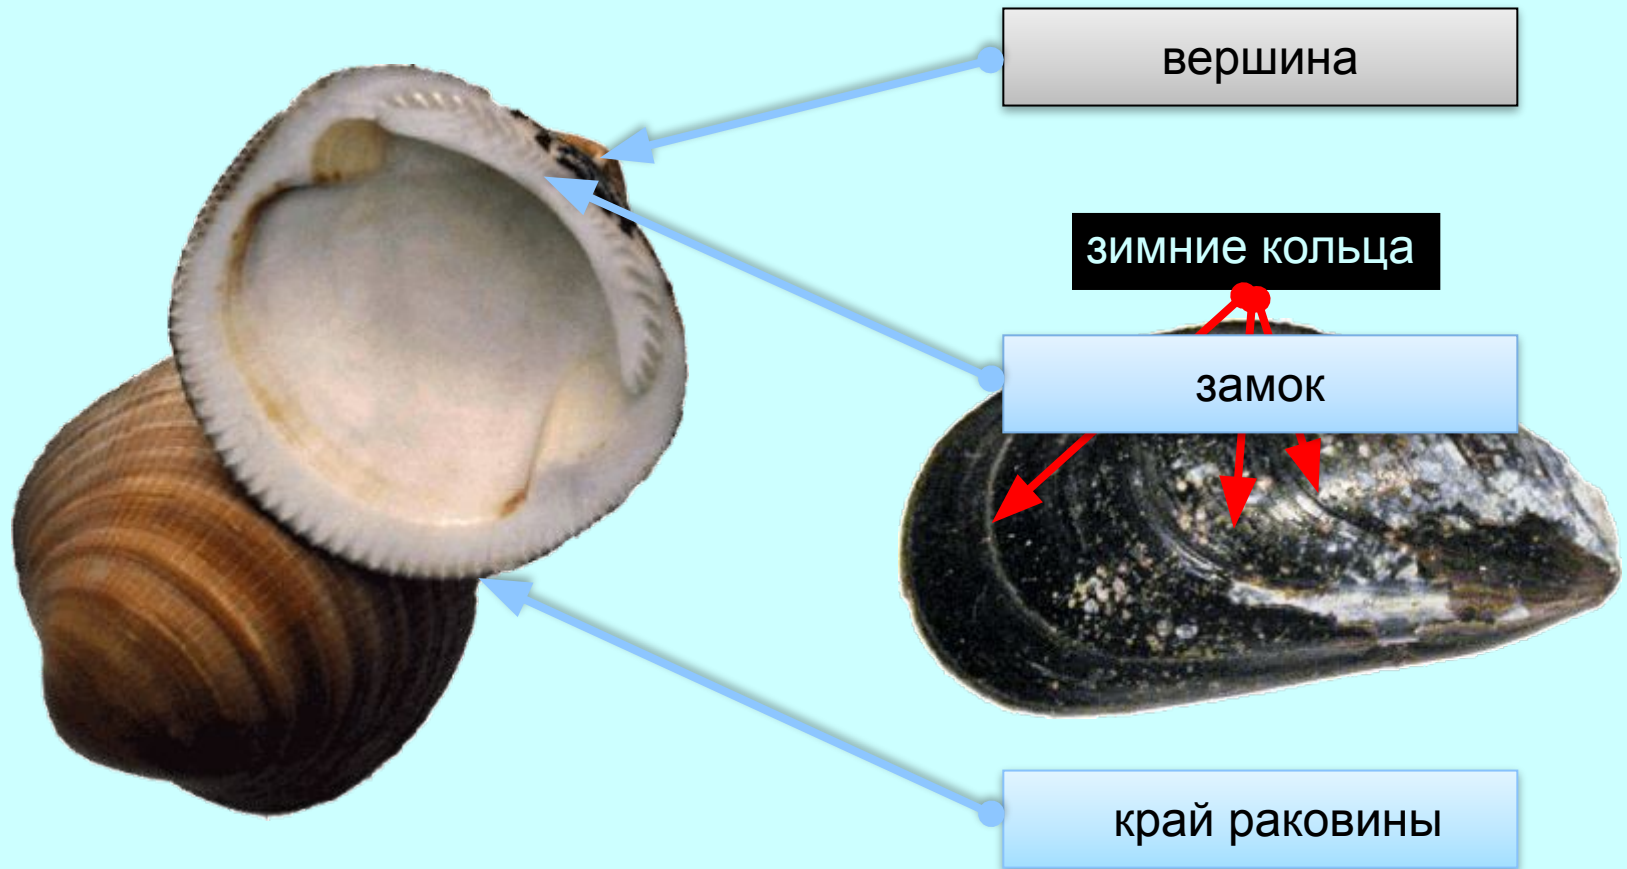 вершина
зимние кольца
замок
край раковины